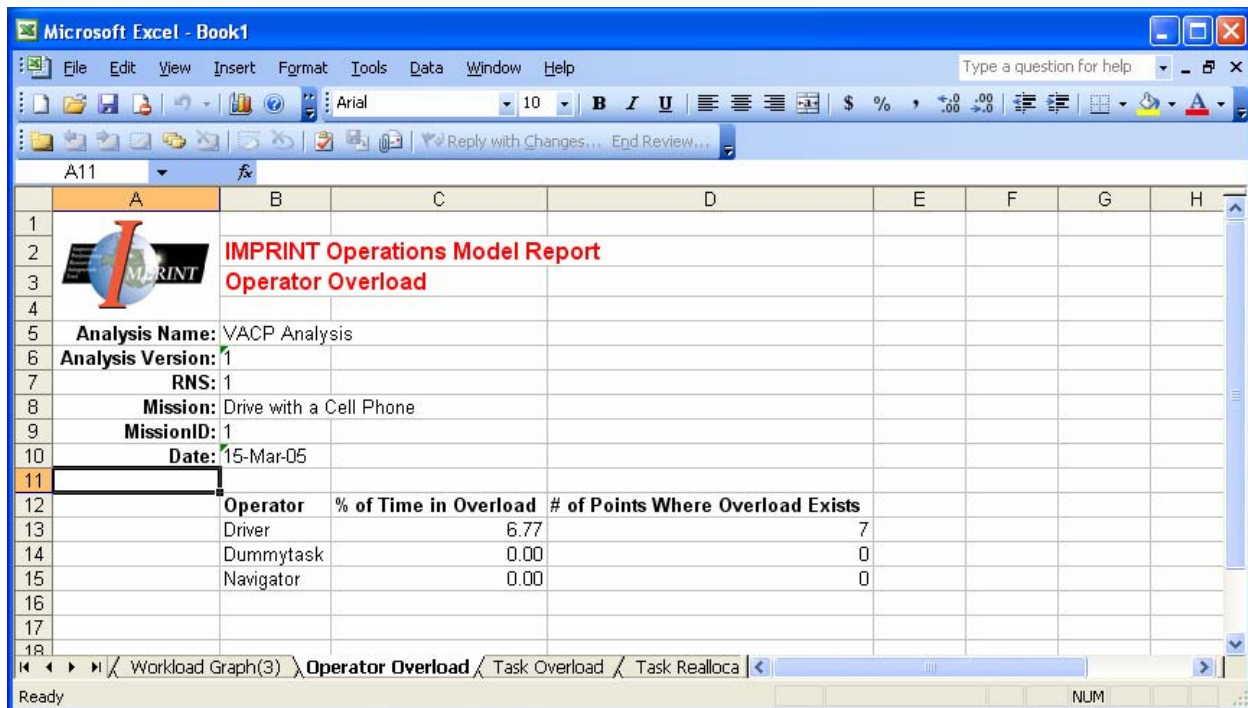 Microsoft Excel - Book1
File Edit View Insert Format Tools Data Window Help Type a question for help
Arial 10 B I U $ % ,
Reply with Changes... End Review...
A11 fx
A B C D E F G H
1
2 IMPRINT Operations Model Report
3 Operator Overload
IMPRINT
4
5 Analysis Name: VACP Analysis
6 Analysis Version: 1
7 RNS: 1
8 Mission: Drive with a Cell Phone
9 MissionID: 1
10 Date: 15-Mar-05
11
12 Operator % of Time in Overload # of Points Where Overload Exists
13 Driver 6.77 7
14 Dummytask 0.00 0
15 Navigator 0.00 0
16
17
18
Workload Graph(3) Operator Overload Task Overload Task Realloca
Ready NUM